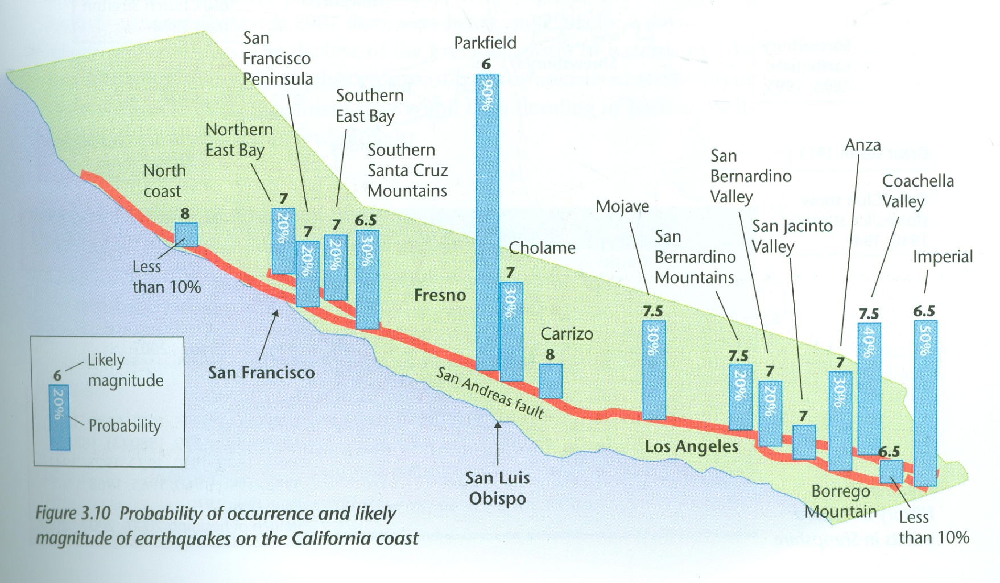 San
Francisco
Peninsula
Parkfield
6
90%
Southern
East Bay
Northern
East Bay
Southern
Santa Cruz
Mountains
North
coast
8
Less
than 10%
7
20%
7
20%
7
20%
6.5
30%
Cholame
7
30%
Fresno
Carrizo
8
Mojave
7.5
30%
San
Bernardino
Mountains
7.5
20%
San
Bernardino
Valley
7
20%
San Jacinto
Valley
7
Anza
7
30%
Coachella
Valley
7.5
40%
Imperial
6.5
50%
6.5
Less
than 10%
Borrego
Mountain
Los Angeles
San Andreas fault
San Francisco
San Luis
Obispo
Likely
magnitude
6
20%
Probability
Figure 3.10 Probability of occurrence and likely
magnitude of earthquakes on the California coast